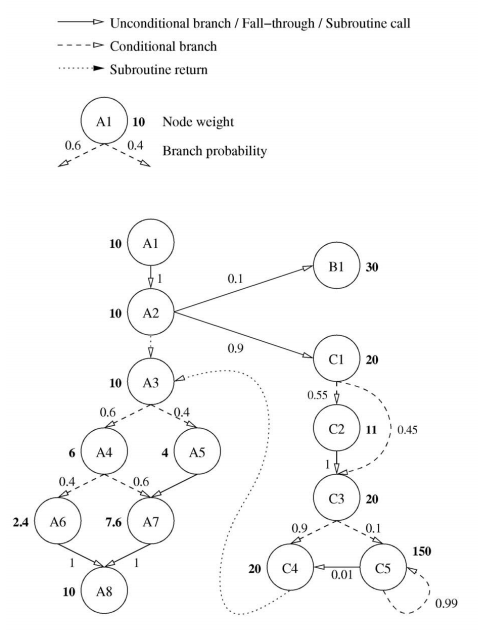 Unconditional branch / Fall−through / Subroutine call
Conditional branch
Subroutine return
A1 10 Node weight
0.6 0.4 Branch probability
10 A1
1
B1 30
0.1
10 A2
0.9
C1 20
10 A3
0.55
0.6 0.4
C2 11 0.45
6 A4 4 A5
1
0.4 0.6
C3 20
2.4 A6 7.6 A7
0.9 0.1
150
1 1
20 C4 C5
0.01
10 A8
0.99